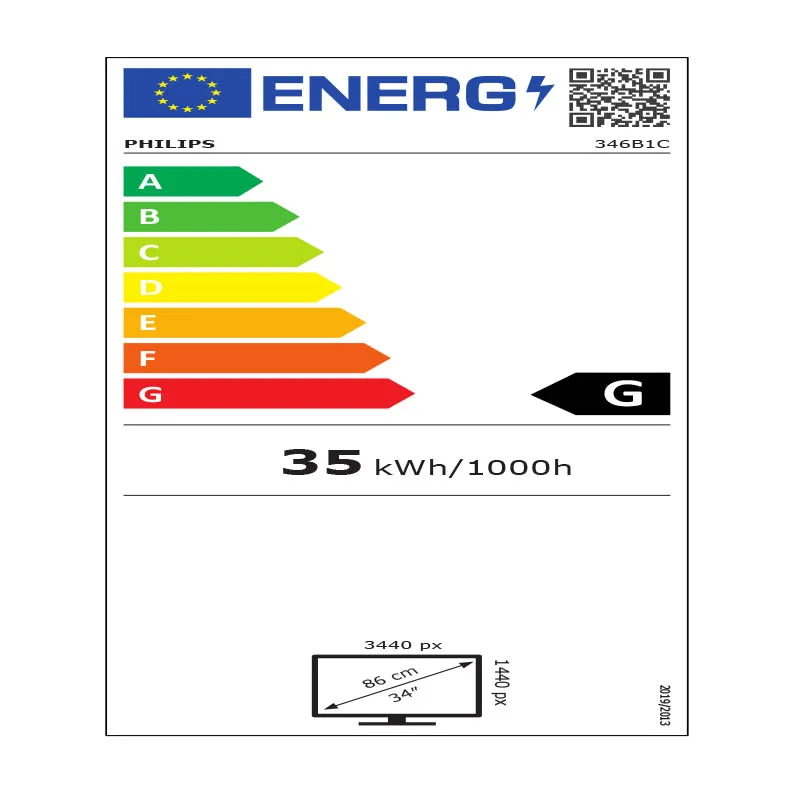 ENERG
PHILIPS
346B1C
A
B
C
D
E
F
G
G
35 kWh/1000h
3440 px
86 cm
34"
1440 px
2019/2013